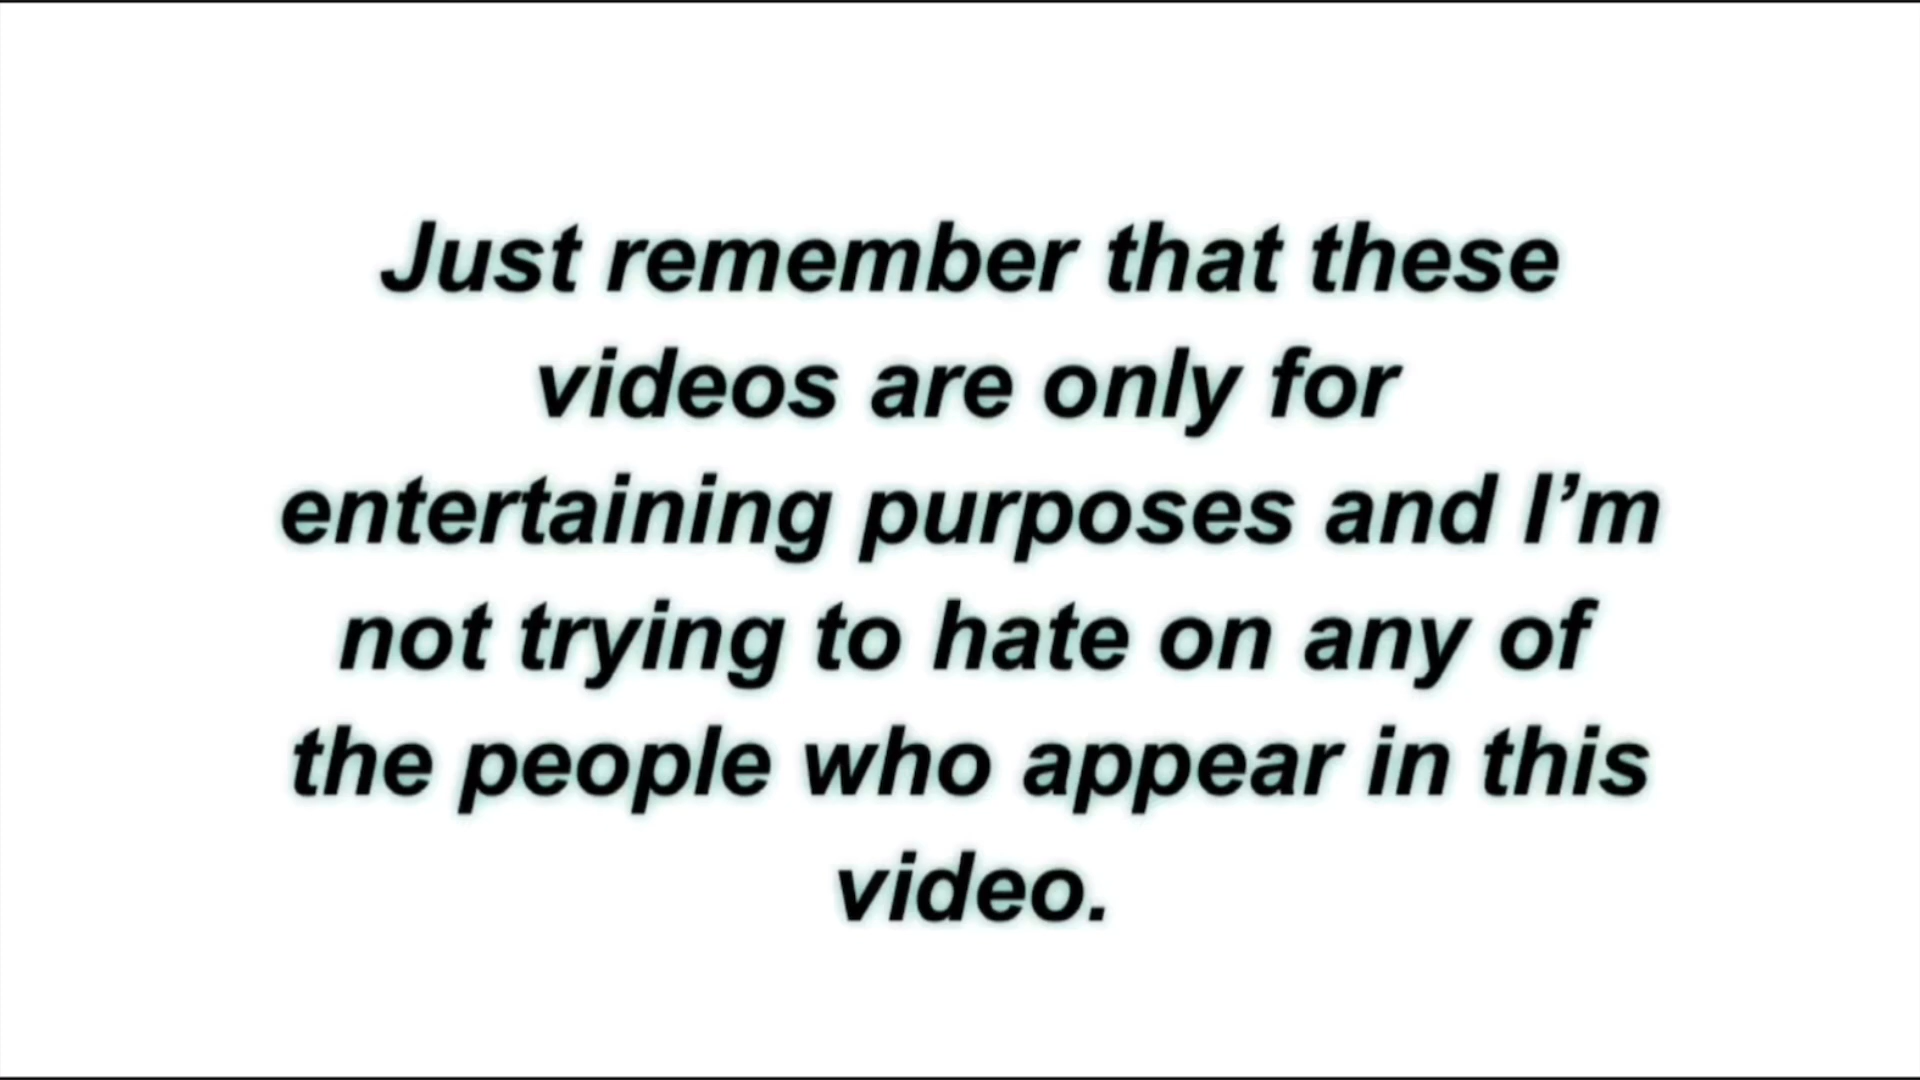 Just remember that these
videos are only for
entertaining purposes and I’m
not trying to hate on any of
the people who appear in this
video.